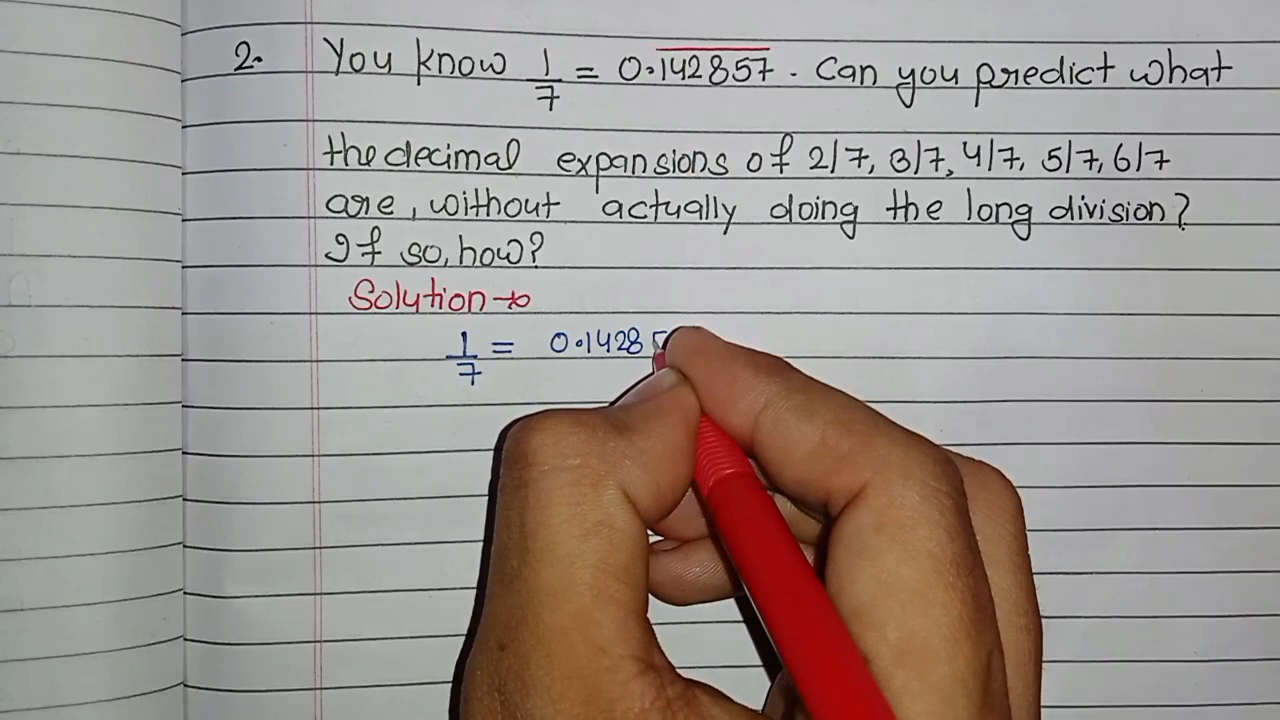 2. You know 1/7 = 0.142857. Can you predict what
the decimal expansions of 2/7, 3/7, 4/7, 5/7, 6/7
are, without actually doing the long division?
If so, how?
Solution →
1/7 = 0.1428